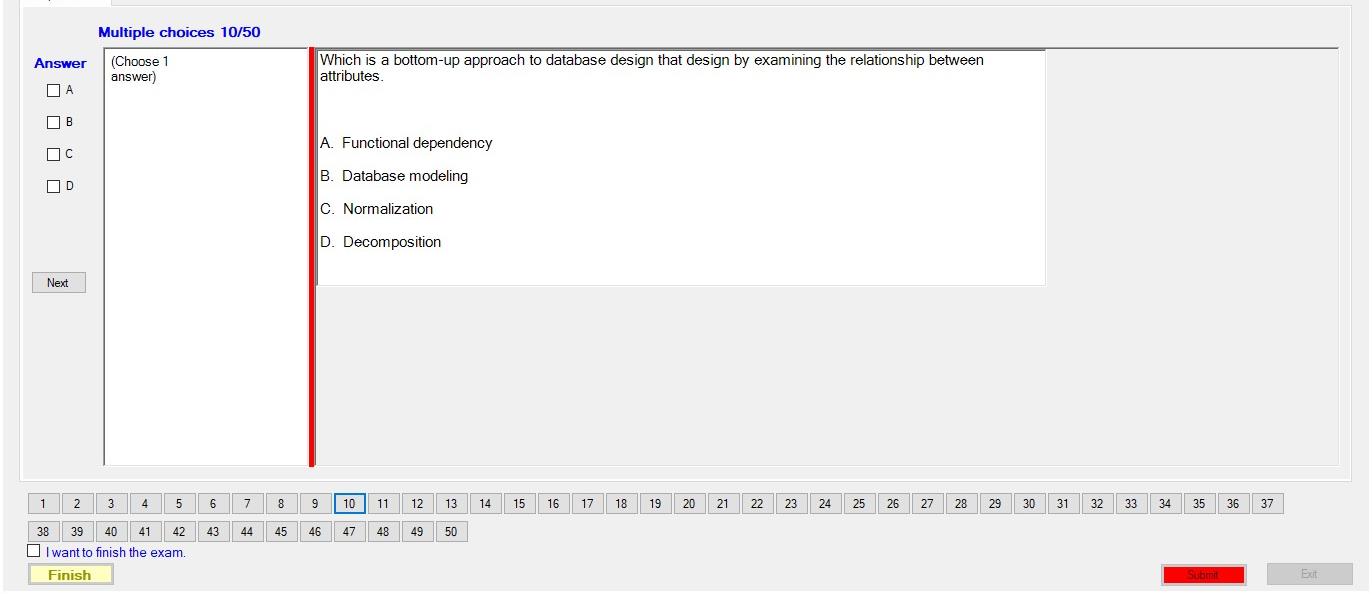 Multiple choices 10/50
Answer
(Choose 1
answer)
A
B
C
D
Next
Which is a bottom-up approach to database design that design by examining the relationship between
attributes.
A. Functional dependency
B. Database modeling
C. Normalization
D. Decomposition
1 2 3 4 5 6 7 8 9 10 11 12 13 14 15 16 17 18 19 20 21 22 23 24 25 26 27 28 29 30 31 32 33 34 35 36 37
38 39 40 41 42 43 44 45 46 47 48 49 50
I want to finish the exam.
Finish
Submit
Exit